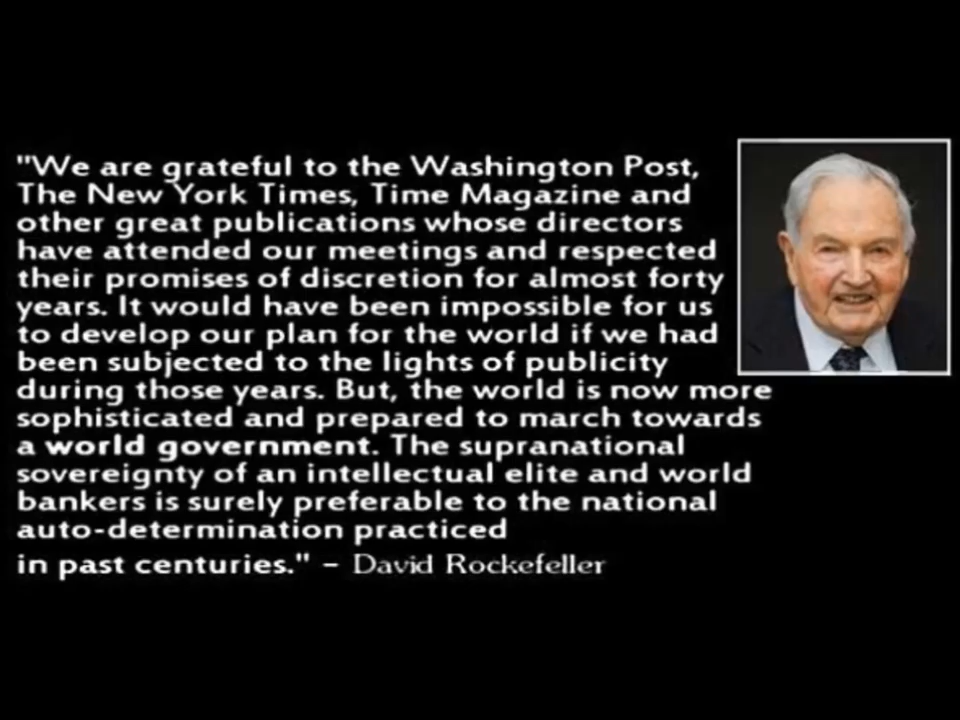 "We are grateful to the Washington Post,
The New York Times, Time Magazine and
other great publications whose directors
have attended our meetings and respected
their promises of discretion for almost forty
years. It would have been impossible for us
to develop our plan for the world if we had
been subjected to the lights of publicity
during those years. But, the world is now more
sophisticated and prepared to march towards
a world government. The supranational
sovereignty of an intellectual elite and world
bankers is surely preferable to the national
auto-determination practiced
in past centuries." – David Rockefeller